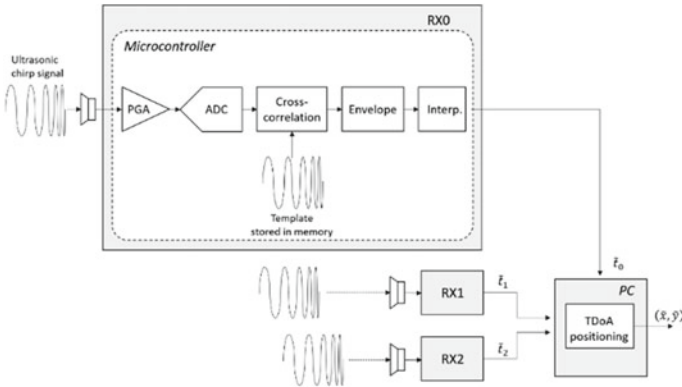 RX0
Microcontroller
Ultrasonic
chirp signal
PGA
ADC
Cross-
correlation
Envelope
Interp.
Template
stored in memory
t̃₀
RX1
t̃₁
PC
TDoA
positioning
(x̃, ỹ)
RX2
t̃₂